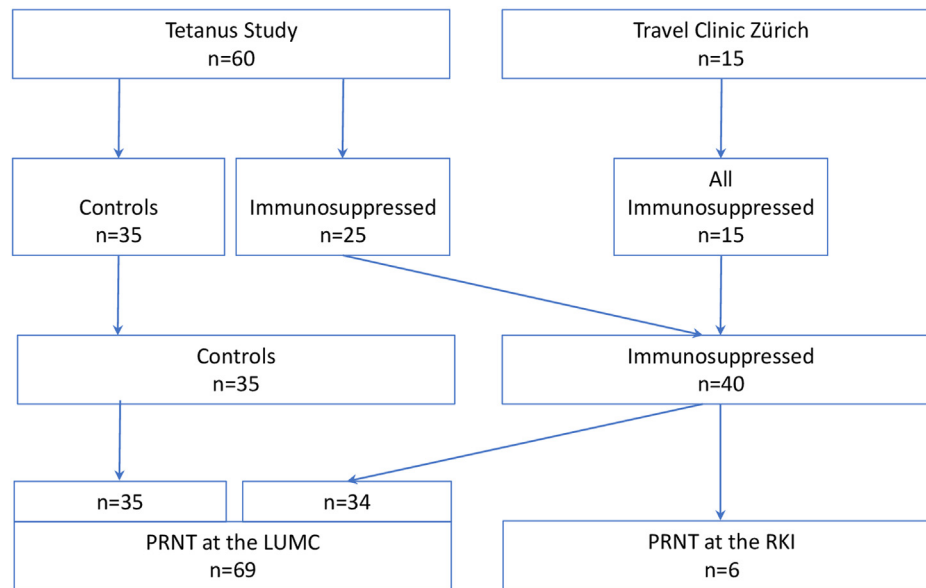 Tetanus Study
n=60
Travel Clinic Zürich
n=15
Controls
n=35
Immunosuppressed
n=25
All
Immunosuppressed
n=15
Controls
n=35
Immunosuppressed
n=40
n=35
n=34
PRNT at the LUMC
n=69
PRNT at the RKI
n=6